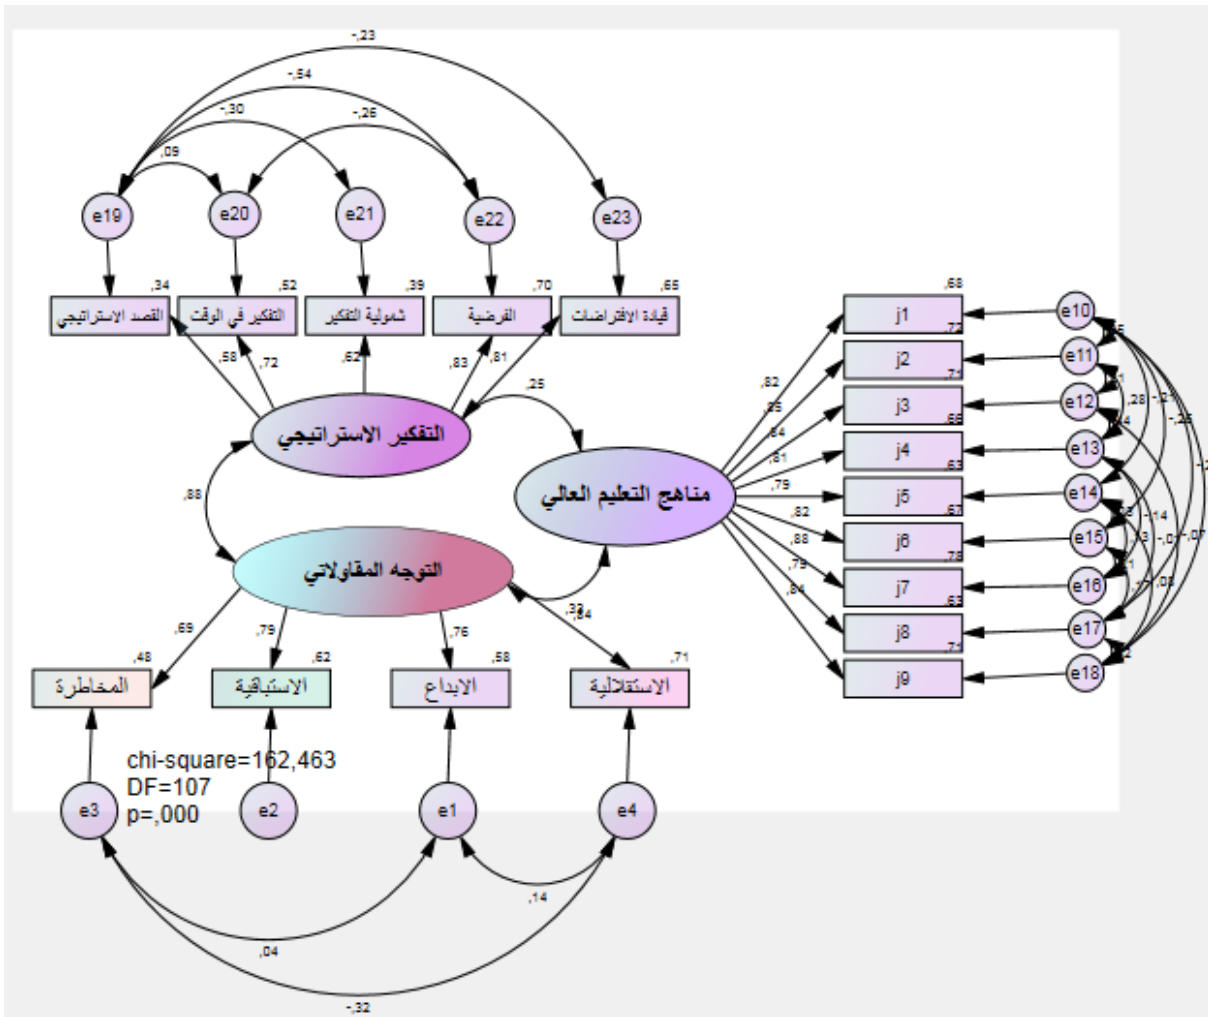 -,23
-,54
-,30
-,26
,09
e19
e20
e21
e22
e23
,34
,52
,39
,70
,65
القصد الاستراتيجي
التفكير في الوقت
شمولية التفكير
الفرضية
قيادة الافتراضات
,58
,72
,62
,83
,81
,25
التفكير الاستراتيجي
,88
مناهج التعليم العالي
التوجه المقاولاتي
,68
j1
e10
,72
j2
e11
,71
j3
e12
,66
j4
e13
,63
j5
e14
,67
j6
e15
,78
j7
e16
,63
j8
e17
,71
j9
e18
,82
,85
,84
,81
,79
,82
,88
,79
,84
,28
-,21
-,14
-,07
,69
,79
,76
,48
,62
,58
,71
المخاطرة
الاستباقية
الابداع
الاستقلالية
chi-square=162,463
DF=107
p=,000
e3
e2
e1
e4
,14
,04
-,32